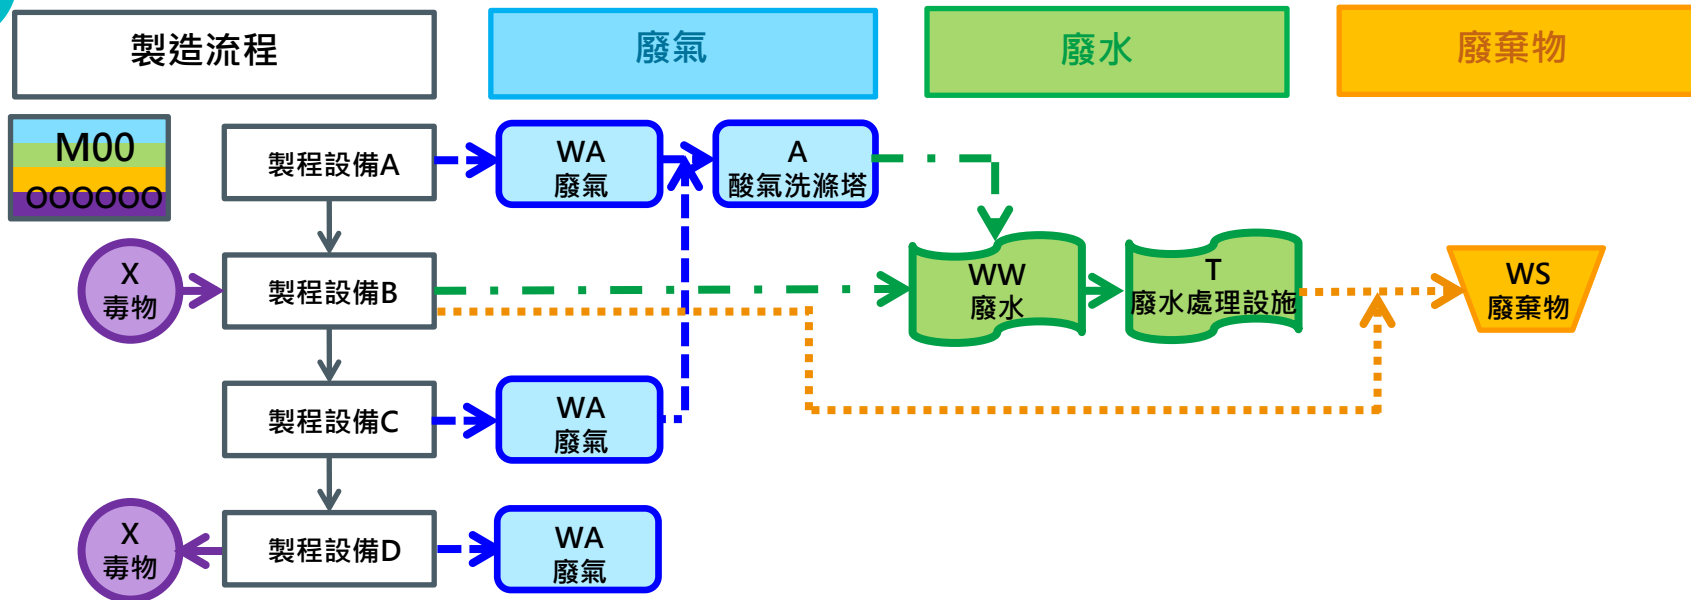 製造流程
廢氣
廢水
廢棄物
M00
OOOOOO
製程設備A
WA
廢氣
A
酸氣洗滌塔
X
毒物
製程設備B
WW
廢水
T
廢水處理設施
WS
廢棄物
製程設備C
WA
廢氣
X
毒物
製程設備D
WA
廢氣